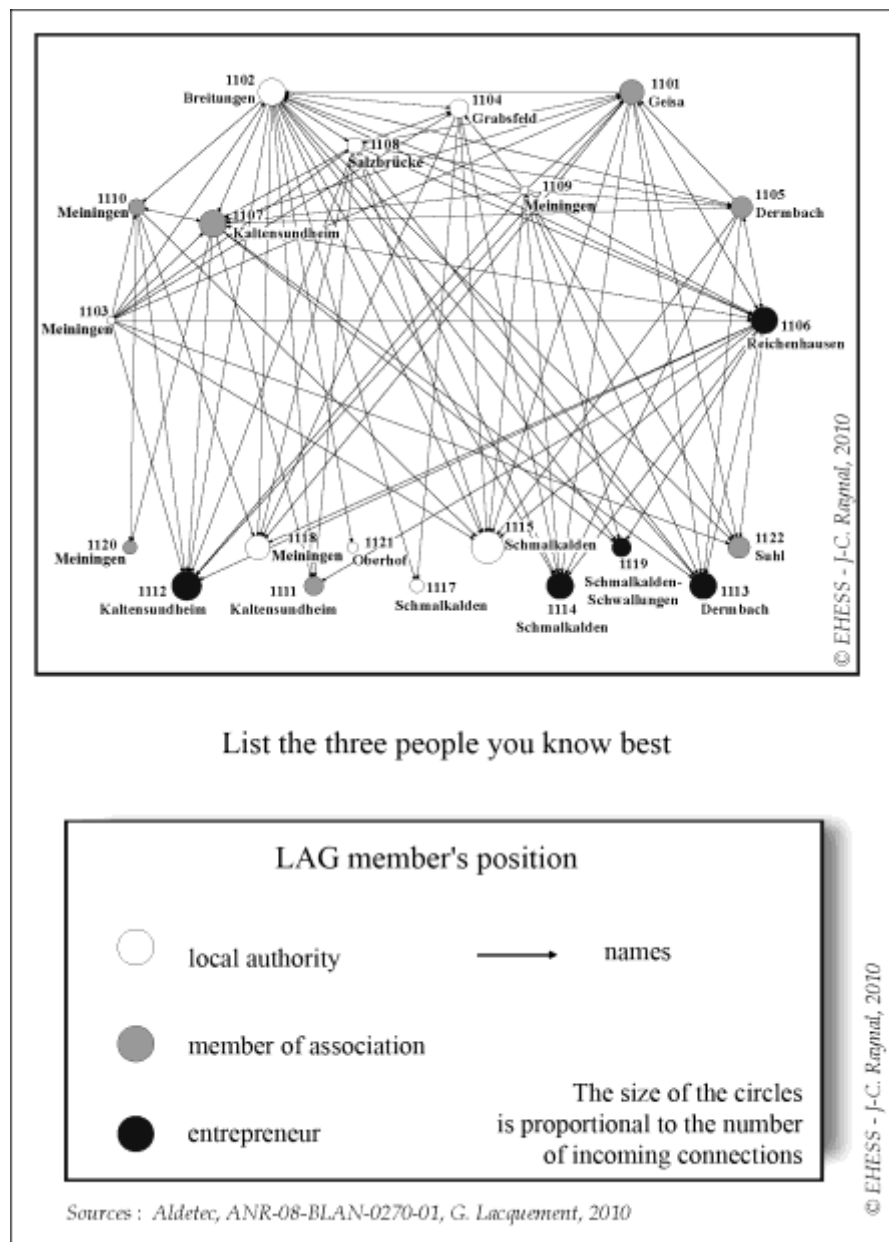 1102
Breitungen
1104
Grabsfeld
1101
Geisa
1108
Salzbrücke
1109
Meiningen
1110
Meiningen
1107
Kaltensundheim
1105
Dermbach
1103
Meiningen
1106
Reichenhausen
1120
Meiningen
1118
Meiningen
1121
Oberhof
1115
Schmalkalden
1119
Schmalkalden-
Schwallungen
1122
Suhl
1112
Kaltensundheim
1111
Kaltensundheim
1117
Schmalkalden
1114
Schmalkalden
1113
Dermbach
© EHESS - J-C. Raynal, 2010
List the three people you know best
LAG member's position
local authority
names
member of association
entrepreneur
The size of the circles
is proportional to the number
of incoming connections
© EHESS - J-C. Raynal, 2010
Sources : Aldetec, ANR-08-BLAN-0270-01, G. Lacquement, 2010